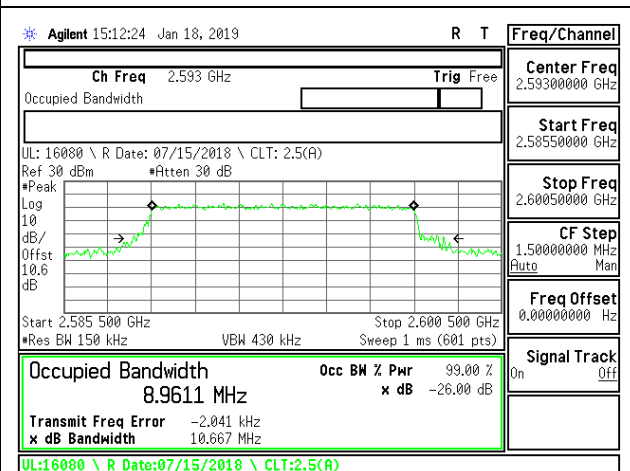 Agilent 15:12:24 Jan 18, 2019 R T
Freq/Channel
Ch Freq 2.593 GHz Trig Free
Occupied Bandwidth
Center Freq
2.59300000 GHz
Start Freq
2.58550000 GHz
Stop Freq
2.60050000 GHz
CF Step
1.50000000 MHz
Auto Man
Freq Offset
0.00000000 Hz
Signal Track
On Off
UL: 16080 \ R Date: 07/15/2018 \ CLT: 2.5(A)
Ref 30 dBm #Atten 30 dB
#Peak
Log
10
dB/
Offst
10.6
dB
Start 2.585 500 GHz Stop 2.600 500 GHz
#Res BW 150 kHz VBW 430 kHz Sweep 1 ms (601 pts)
Occupied Bandwidth Occ BW % Pwr 99.00 %
8.9611 MHz x dB -26.00 dB
Transmit Freq Error -2.041 kHz
x dB Bandwidth 10.667 MHz
UL:16080 \ R Date:07/15/2018 \ CLT:2.5(A)